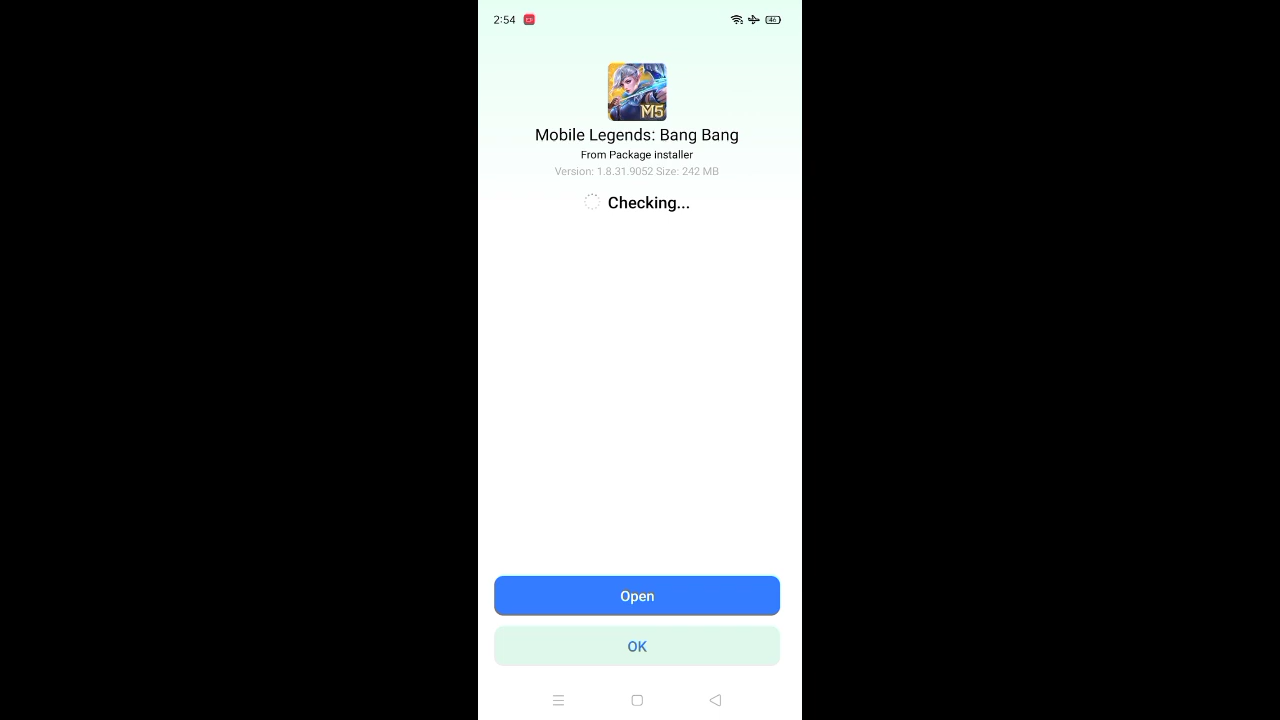 2:54
46
M5
Mobile Legends: Bang Bang
From Package installer
Version: 1.8.31.9052 Size: 242 MB
Checking...
Open
OK